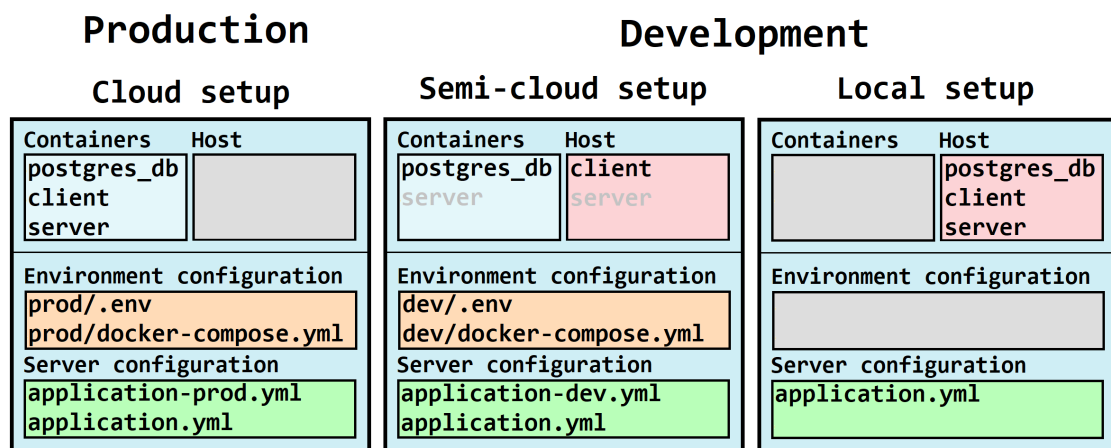 Production
Development
Cloud setup
Semi-cloud setup
Local setup
Containers Host
postgres_db
client
server
Environment configuration
prod/.env
prod/docker-compose.yml
Server configuration
application-prod.yml
application.yml
Containers Host
postgres_db client
server server
Environment configuration
dev/.env
dev/docker-compose.yml
Server configuration
application-dev.yml
application.yml
Containers Host
postgres_db
client
server
Environment configuration
Server configuration
application.yml